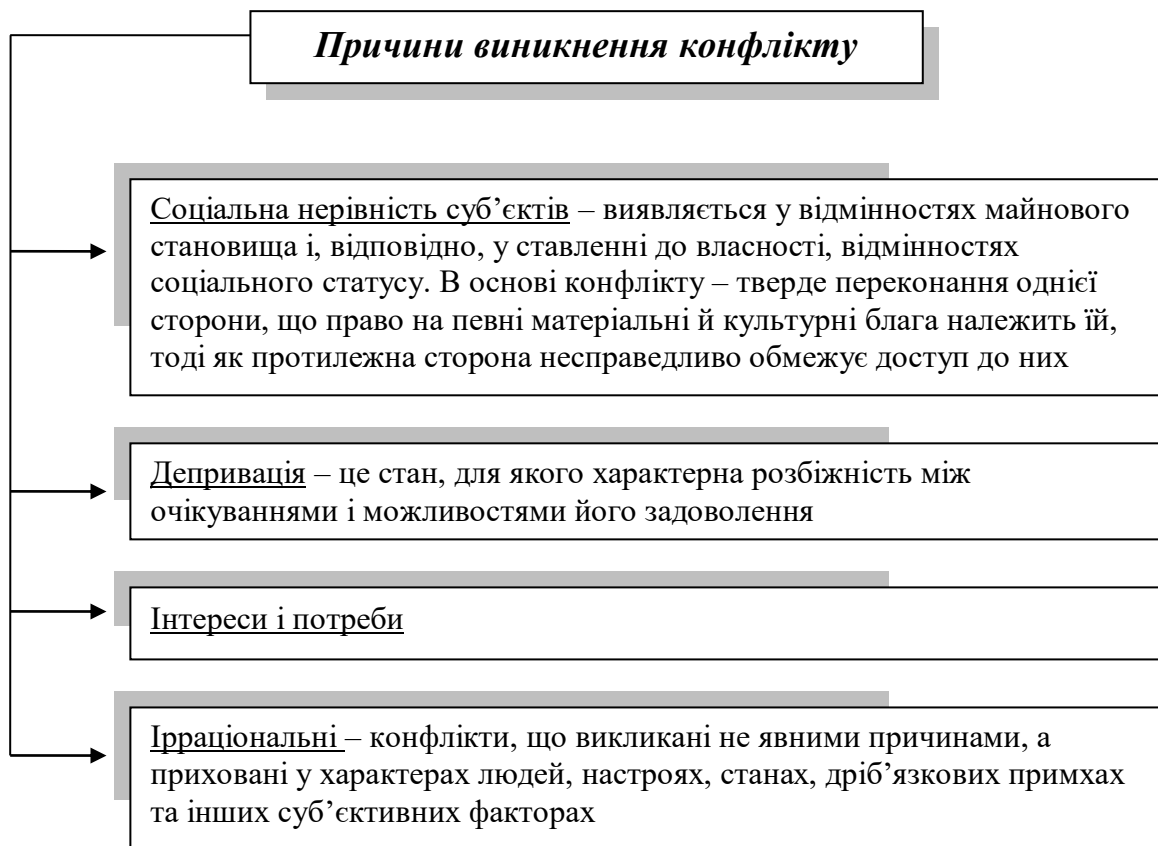 Причини виникнення конфлікту
Соціальна нерівність суб’єктів – виявляється у відмінностях майнового
становища і, відповідно, у ставленні до власності, відмінностях
соціального статусу. В основі конфлікту – тверде переконання однієї
сторони, що право на певні матеріальні й культурні блага належить їй,
тоді як протилежна сторона несправедливо обмежує доступ до них
Депривація – це стан, для якого характерна розбіжність між
очікуваннями і можливостями його задоволення
Інтереси і потреби
Ірраціональні – конфлікти, що викликані не явними причинами, а
приховані у характерах людей, настроях, станах, дріб’язкових примхах
та інших суб’єктивних факторах